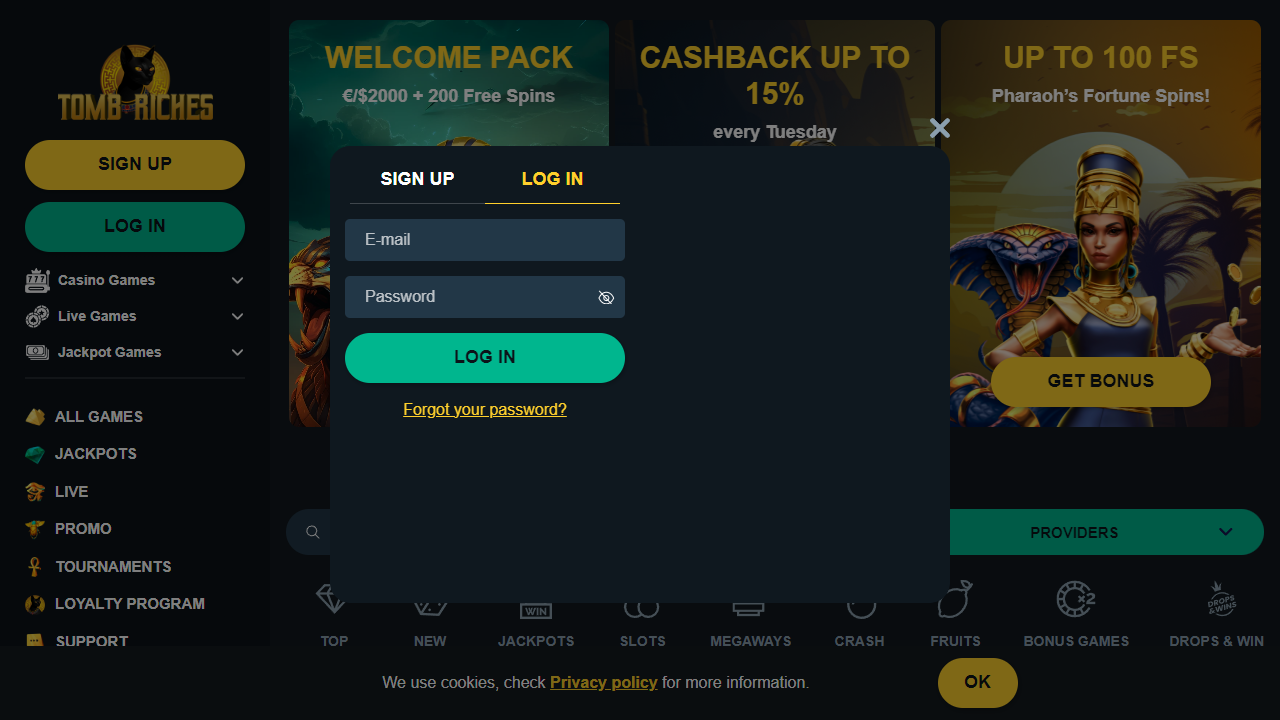 TOMB RICHES
SIGN UP
LOG IN
Casino Games
Live Games
Jackpot Games
ALL GAMES
JACKPOTS
LIVE
PROMO
TOURNAMENTS
LOYALTY PROGRAM
SUPPORT
WELCOME PACK
€/$2000 + 200 Free Spins
CASHBACK UP TO
15%
every Tuesday
UP TO 100 FS
Pharaoh’s Fortune Spins!
GET BONUS
SIGN UP
LOG IN
E-mail
Password
LOG IN
Forgot your password?
PROVIDERS
777
WIN
x2
DROPS
&WINS
TOP
NEW
JACKPOTS
SLOTS
MEGAWAYS
CRASH
FRUITS
BONUS GAMES
DROPS & WIN
We use cookies, check Privacy policy for more information.
OK